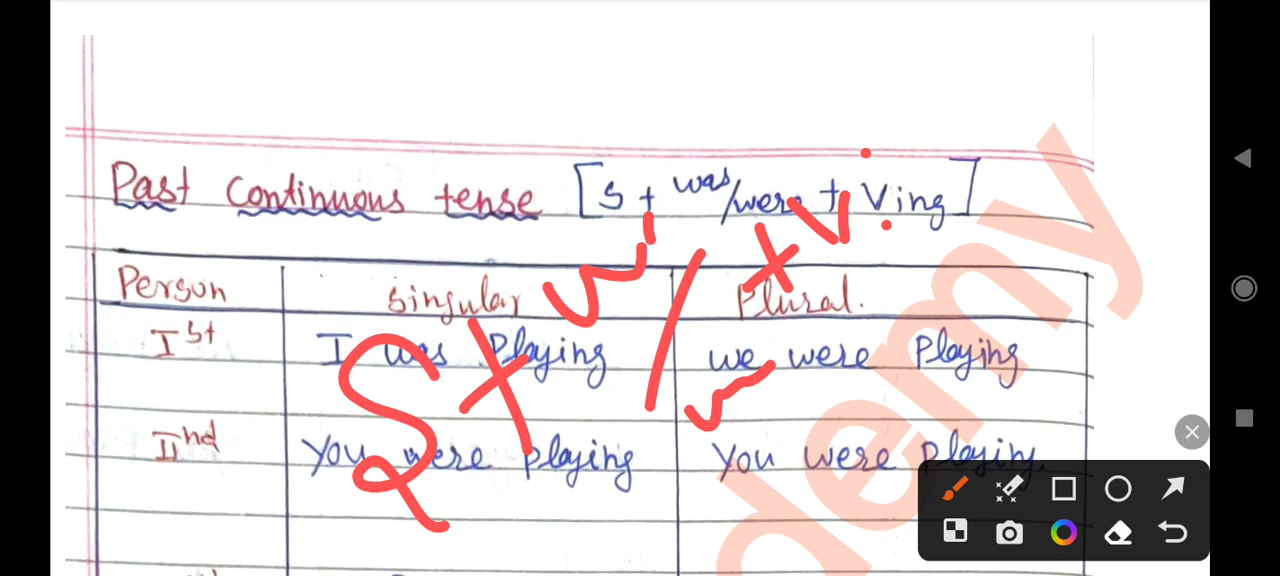 Past Continuous tense [S + was/were + Ving]
Person Singular Plural.
Ist I was Playing we were Playing
IInd You were playing You were playing.
S + w / + V
demy